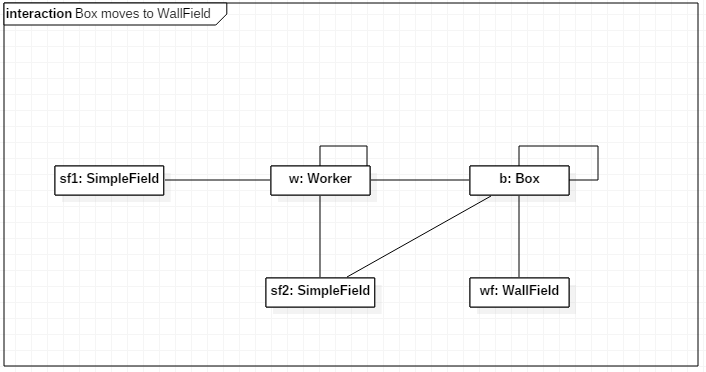 interaction Box moves to WallField
sf1: SimpleField
w: Worker
b: Box
sf2: SimpleField
wf: WallField